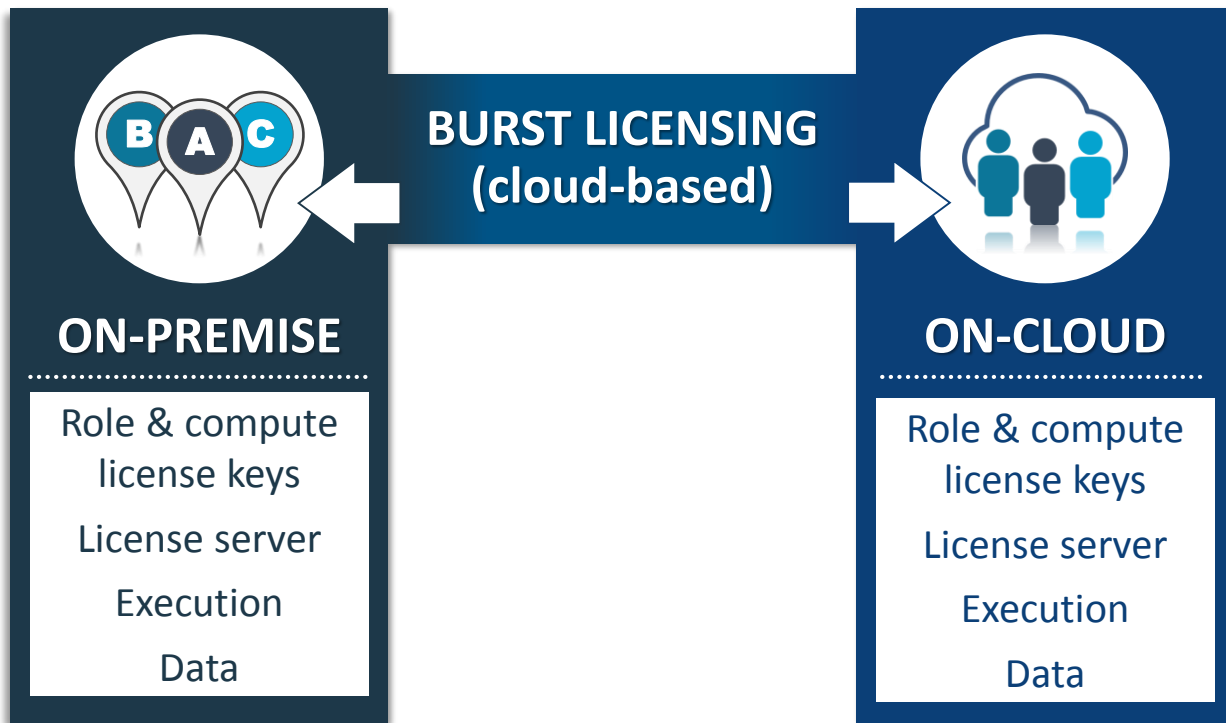 B
A
C
BURST LICENSING
(cloud-based)
ON-PREMISE
Role & compute
license keys
License server
Execution
Data
ON-CLOUD
Role & compute
license keys
License server
Execution
Data